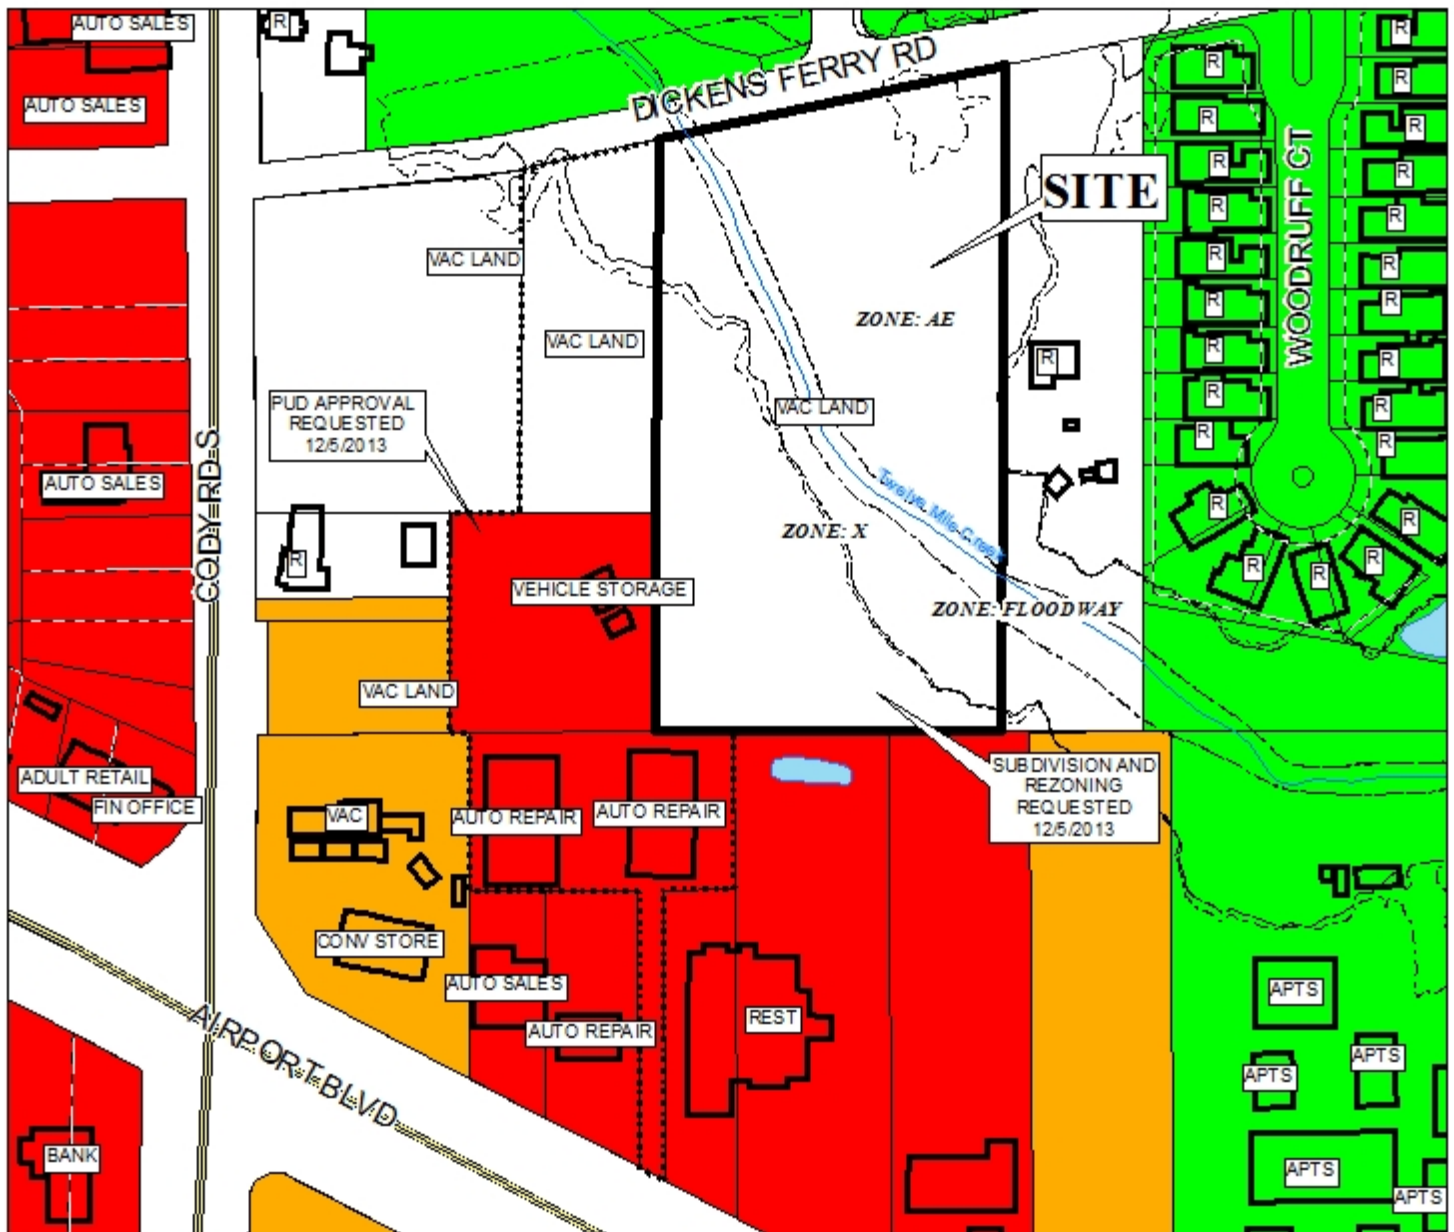 AUTO SALES
R
R
DICKENS FERRY RD
R
R
AUTO SALES
R
R
R
R
WOODRUFF CT
R
SITE
R
R
VAC LAND
R
R
ZONE: AE
R
R
VAC LAND
R
R
R
R
PUD APPROVAL
REQUESTED
12/5/2013
VAC LAND
R
R
R
R
CODY RD S
AUTO SALES
Twelve Mile Creek
R
R
ZONE: X
R
R
R
R
VEHICLE STORAGE
ZONE: FLOODWAY
VAC LAND
SUBDIVISION AND
REZONING
REQUESTED
12/5/2013
ADULT RETAIL
FIN OFFICE
VAC
AUTO REPAIR
AUTO REPAIR
CONV STORE
AUTO SALES
APTS
AIRPORT BLVD
AUTO REPAIR
REST
APTS
APTS
BANK
APTS
APTS